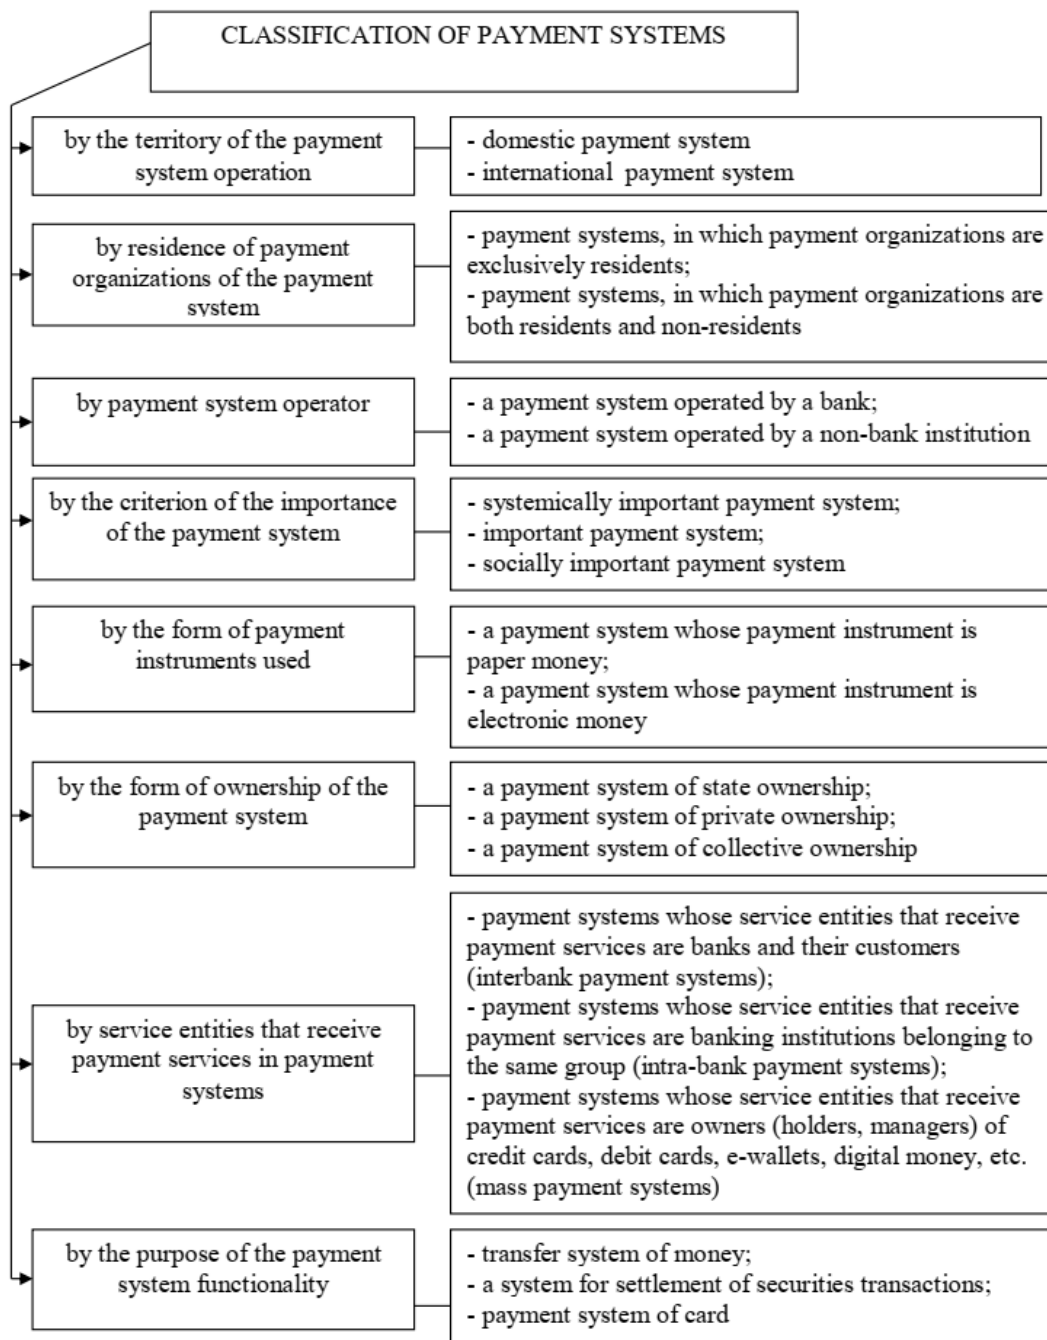 CLASSIFICATION OF PAYMENT SYSTEMS
by the territory of the payment
system operation
- domestic payment system
- international payment system
by residence of payment
organizations of the payment
system
- payment systems, in which payment organizations are
exclusively residents;
- payment systems, in which payment organizations are
both residents and non-residents
by payment system operator
- a payment system operated by a bank;
- a payment system operated by a non-bank institution
by the criterion of the importance
of the payment system
- systemically important payment system;
- important payment system;
- socially important payment system
by the form of payment
instruments used
- a payment system whose payment instrument is
paper money;
- a payment system whose payment instrument is
electronic money
by the form of ownership of the
payment system
- a payment system of state ownership;
- a payment system of private ownership;
- a payment system of collective ownership
by service entities that receive
payment services in payment
systems
- payment systems whose service entities that receive
payment services are banks and their customers
(interbank payment systems);
- payment systems whose service entities that receive
payment services are banking institutions belonging to
the same group (intra-bank payment systems);
- payment systems whose service entities that receive
payment services are owners (holders, managers) of
credit cards, debit cards, e-wallets, digital money, etc.
(mass payment systems)
by the purpose of the payment
system functionality
- transfer system of money;
- a system for settlement of securities transactions;
- payment system of card